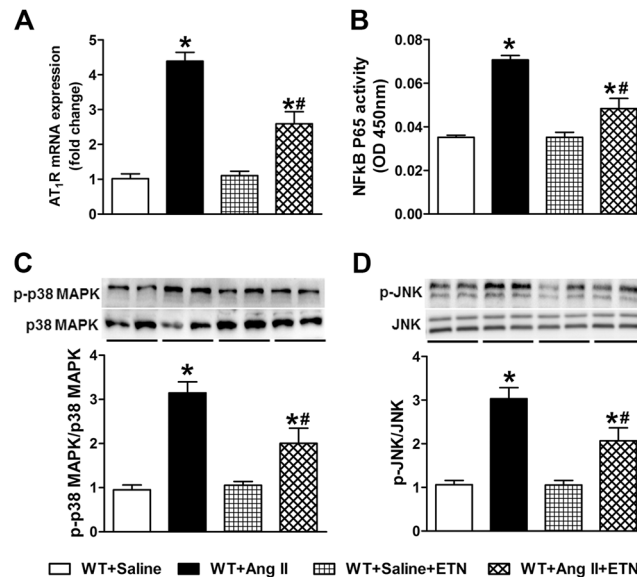 A
AT1R mRNA expression
(fold change)
5
4
3
2
1
0
*
*#
B
NFkB P65 activity
(OD 450nm)
0.08
0.06
0.04
0.02
0.00
*
*#
C
p-p38 MAPK
p38 MAPK
p-p38 MAPK/p38 MAPK
4
3
2
1
0
*
*#
D
p-JNK
JNK
p-JNK/JNK
4
3
2
1
0
*
*#
WT+Saline WT+Ang II WT+Saline+ETN WT+Ang II+ETN